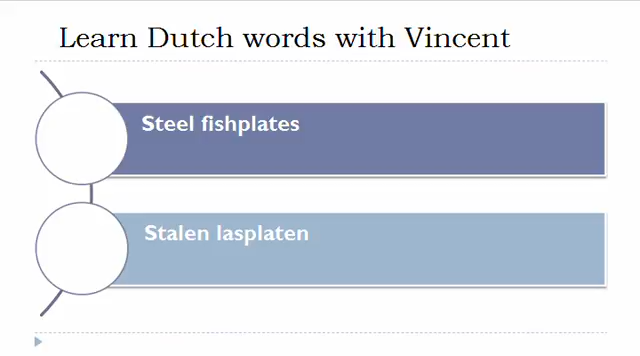 Learn Dutch words with Vincent
Steel fishplates
Stalen lasplaten